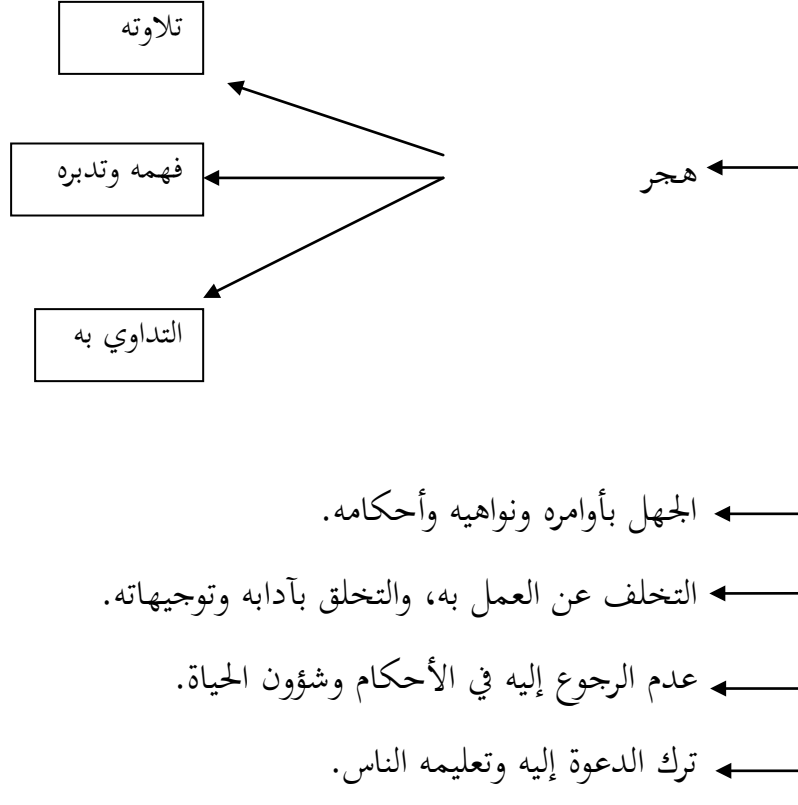 تلاوته
هجر
فهمه وتدبره
التداوي به
الجهل بأوامره ونواهيه وأحكامه.
التخلف عن العمل به، والتخلق بآدابه وتوجيهاته.
عدم الرجوع إليه في الأحكام وشؤون الحياة.
ترك الدعوة إليه وتعليمه الناس.